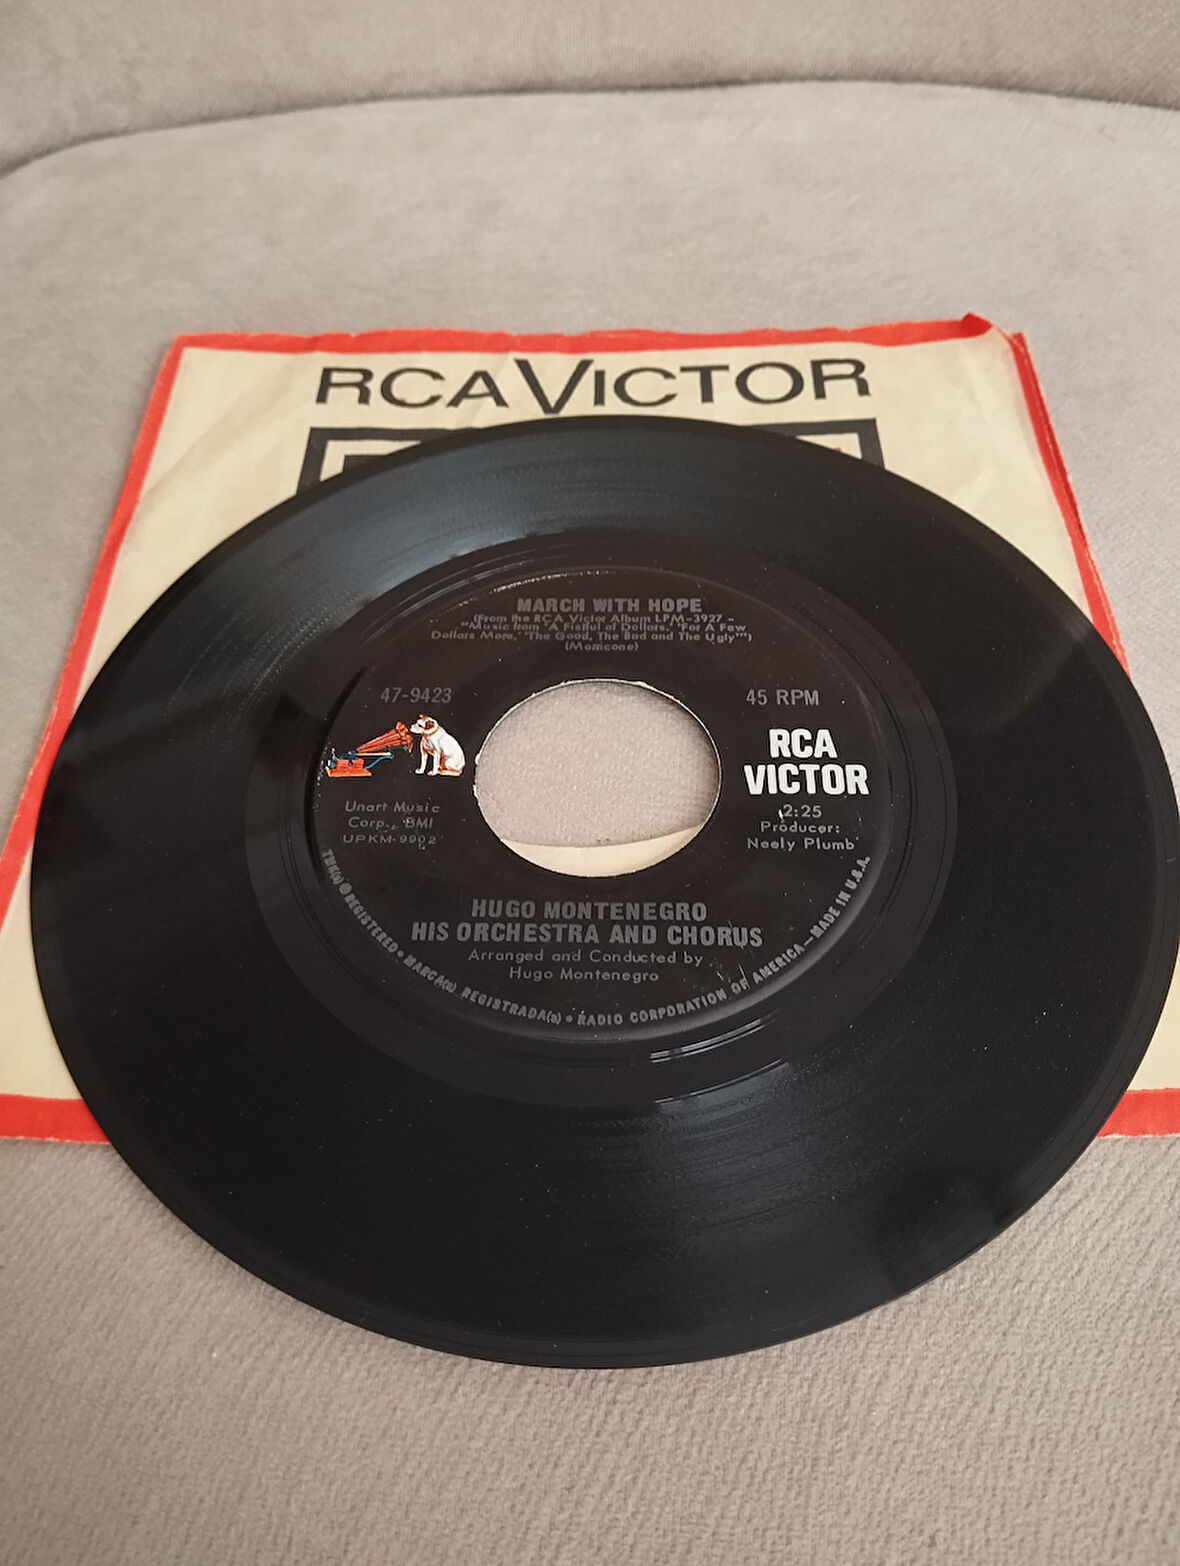 RCA VICTOR
MARCH WITH HOPE
(From the RCA Victor Album LPM-3927 -
"Music from 'A Fistful of Dollars,' 'For A Few
Dollars More,' 'The Good, The Bad and The Ugly'")
(Morricone)
47-9423
45 RPM
RCA
VICTOR
Unart Music
Corp., BMI
UPKM-9902
2:25
Producer:
Neely Plumb
HUGO MONTENEGRO
HIS ORCHESTRA AND CHORUS
Arranged and Conducted by
Hugo Montenegro
TMK(s) ® REGISTERED • MARCA(s) REGISTRADA(s) • RADIO CORPORATION OF AMERICA—MADE IN U.S.A.